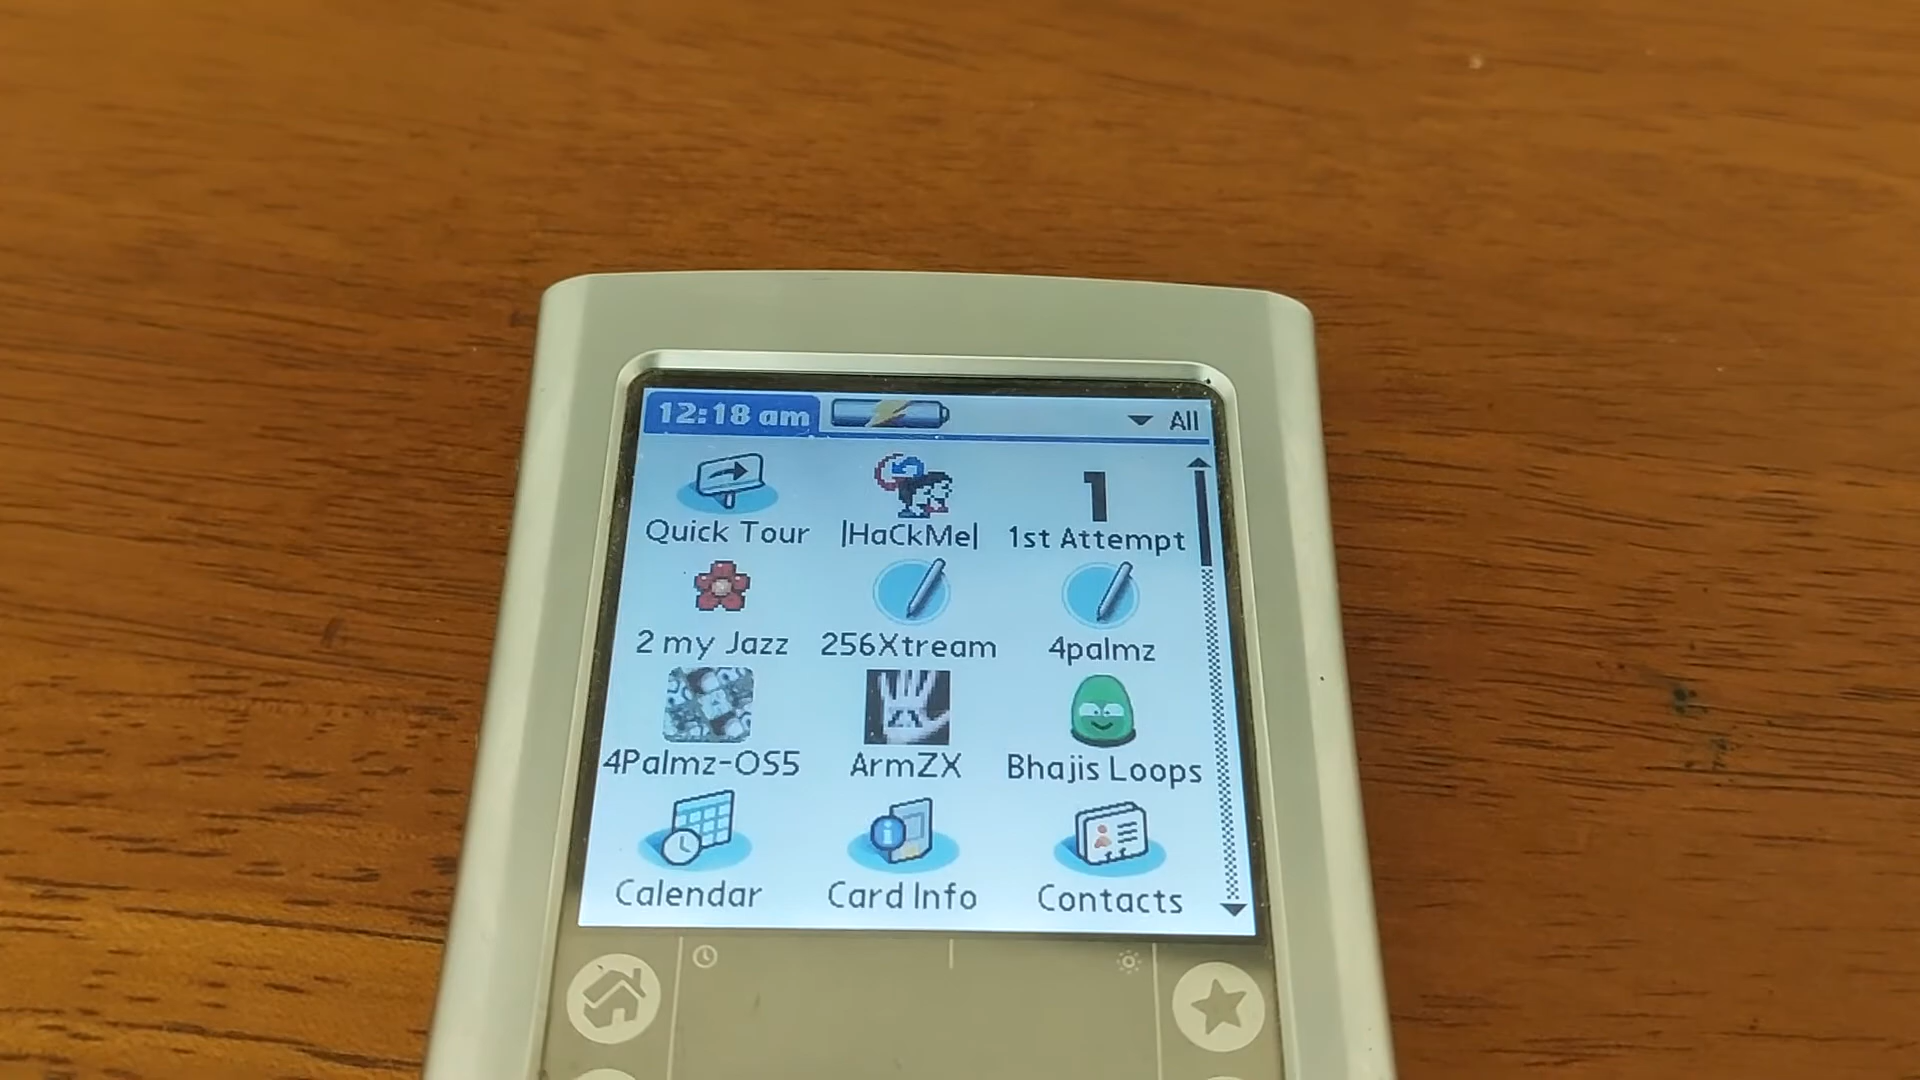 12:18 am All
Quick Tour |HaCkMe| 1st Attempt
2 my Jazz 256Xtream 4palmz
4Palmz-OS5 ArmZX Bhajis Loops
Calendar Card Info Contacts